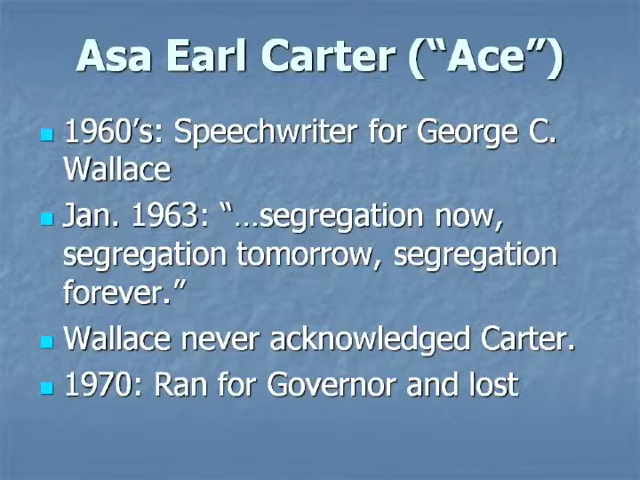 Asa Earl Carter (“Ace”)
1960’s: Speechwriter for George C.
Wallace
Jan. 1963: “…segregation now,
segregation tomorrow, segregation
forever.”
Wallace never acknowledged Carter.
1970: Ran for Governor and lost